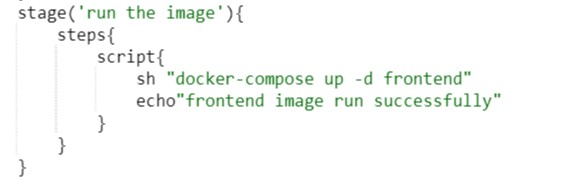 stage('run the image'){
steps{
script{
sh "docker-compose up -d frontend"
echo"frontend image run successfully"
}
}
}